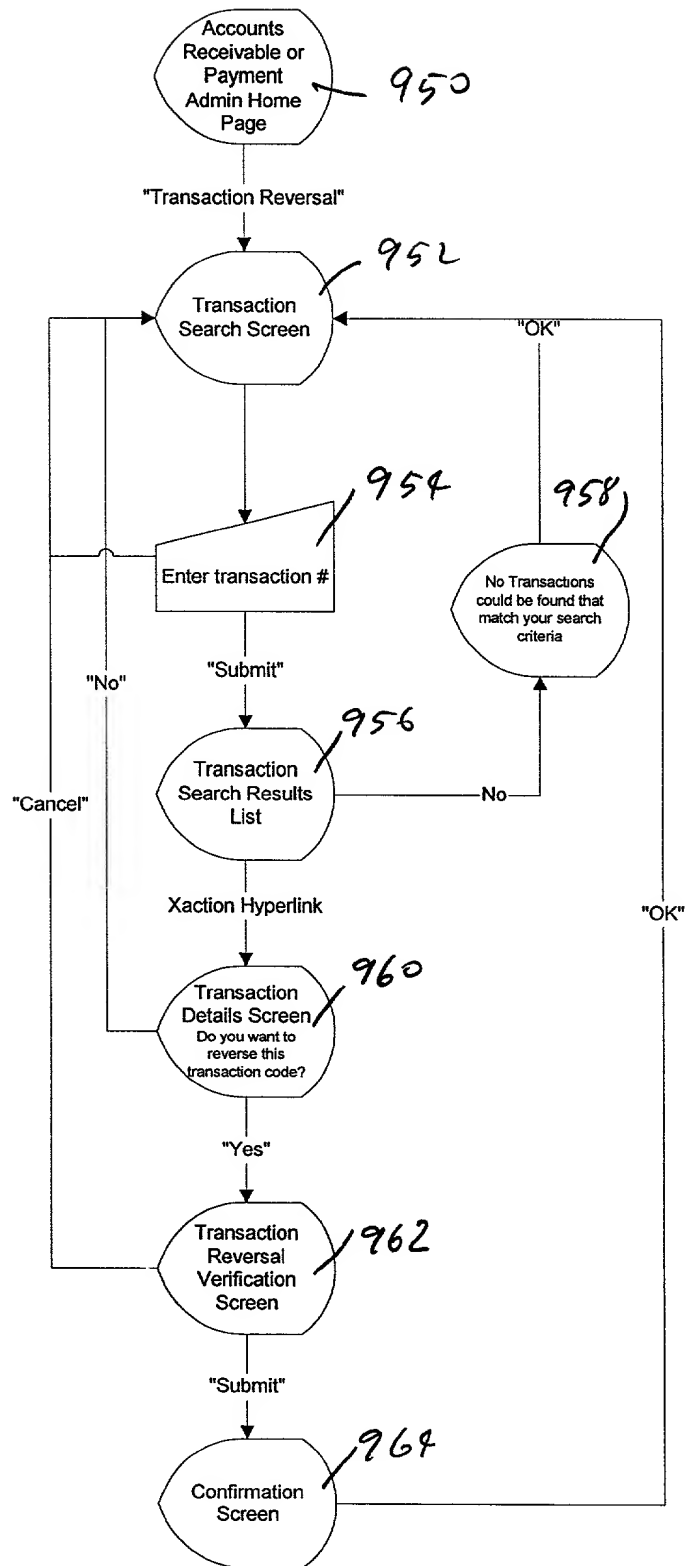 Accounts
Receivable or
Payment
Admin Home
Page
950
"Transaction Reversal"
952
Transaction
Search Screen
"OK"
954
958
Enter transaction #
No Transactions
could be found that
match your search
criteria
"No"
"Submit"
956
Transaction
Search Results
List
No
"Cancel"
Xaction Hyperlink
"OK"
960
Transaction
Details Screen
Do you want to
reverse this
transaction code?
"Yes"
962
Transaction
Reversal
Verification
Screen
"Submit"
964
Confirmation
Screen